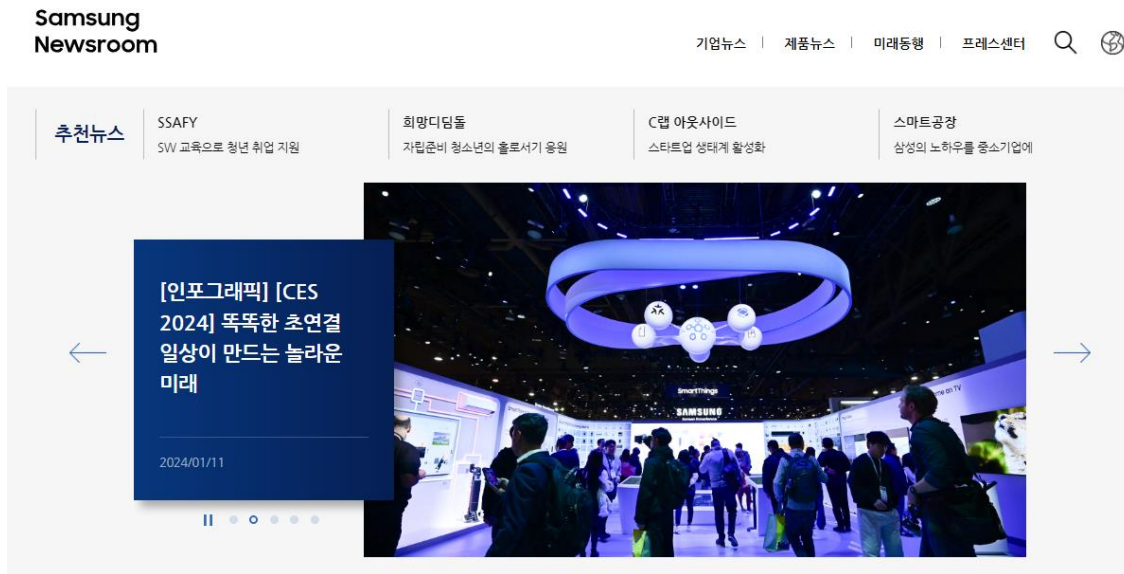 Samsung
Newsroom
기업뉴스
제품뉴스
미래동행
프레스센터
추천뉴스
SSAFY
SW 교육으로 청년 취업 지원
희망디딤돌
자립준비 청소년의 홀로서기 응원
C랩 아웃사이드
스타트업 생태계 활성화
스마트공장
삼성의 노하우를 중소기업에
[인포그래픽] [CES
2024] 똑똑한 초연결
일상이 만드는 놀라운
미래
2024/01/11
SmartThings
SAMSUNG
me on TV